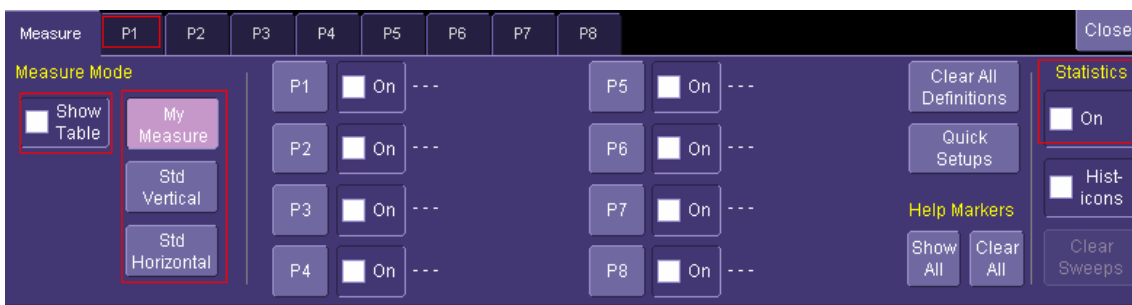 Measure P1 P2 P3 P4 P5 P6 P7 P8 Close
Measure Mode
Show
Table
My
Measure
Std
Vertical
Std
Horizontal
P1 On ---
P2 On ---
P3 On ---
P4 On ---
P5 On ---
P6 On ---
P7 On ---
P8 On ---
Clear All
Definitions
Quick
Setups
Help Markers
Show
All
Clear
All
Statistics
On
Hist-
icons
Clear
Sweeps